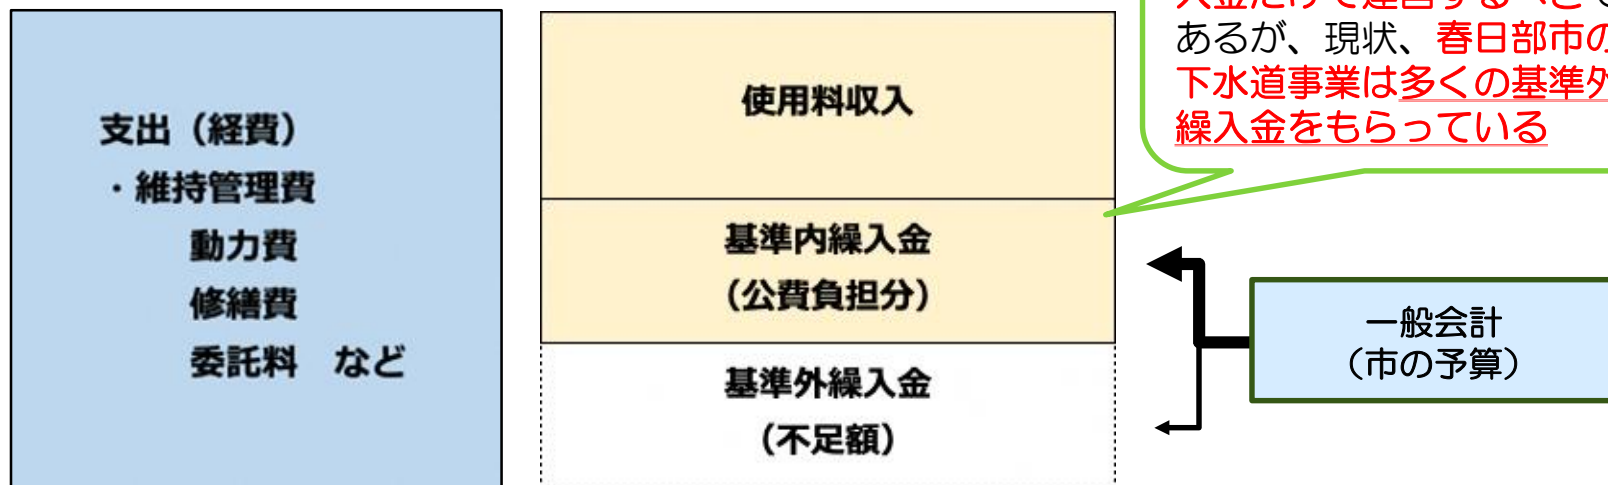 支出（経費）
・維持管理費
動力費
修繕費
委託料　など
使用料収入
基準内繰入金
（公費負担分）
基準外繰入金
（不足額）
あるが、現状、春日部市の
下水道事業は多くの基準外
繰入金をもらっている
一般会計
（市の予算）